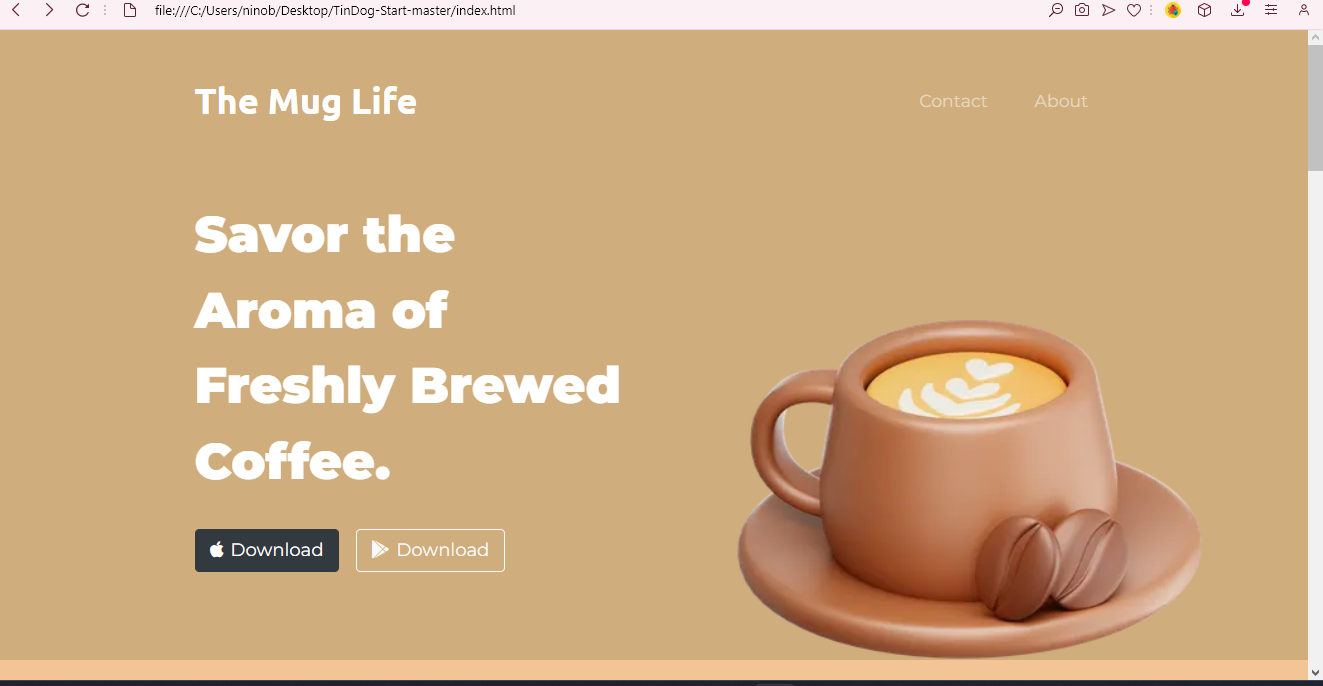 file:///C:/Users/ninob/Desktop/TinDog-Start-master/index.html
The Mug Life
Contact
About
Savor the
Aroma of
Freshly Brewed
Coffee.
Download
Download